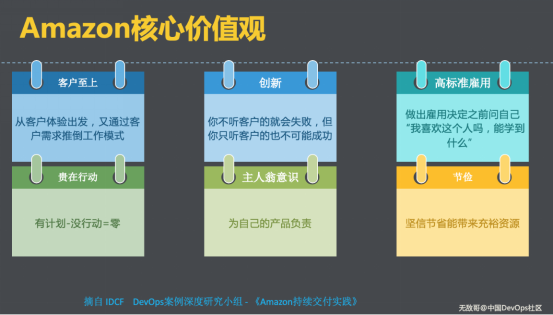 Amazon核心价值观
客户至上
从客户体验出发，又通过客
户需求推倒工作模式
创新
你不听客户的就会失败，但
你只听客户的也不可能成功
高标准雇用
做出雇用决定之前问自己
“我喜欢这个人吗，能学到
什么”
贵在行动
有计划-没行动=零
主人翁意识
为自己的产品负责
节俭
坚信节省能带来充裕资源
摘自 IDCF DevOps案例深度研究小组 - 《Amazon持续交付实践》
无敌哥@中国DevOps社区